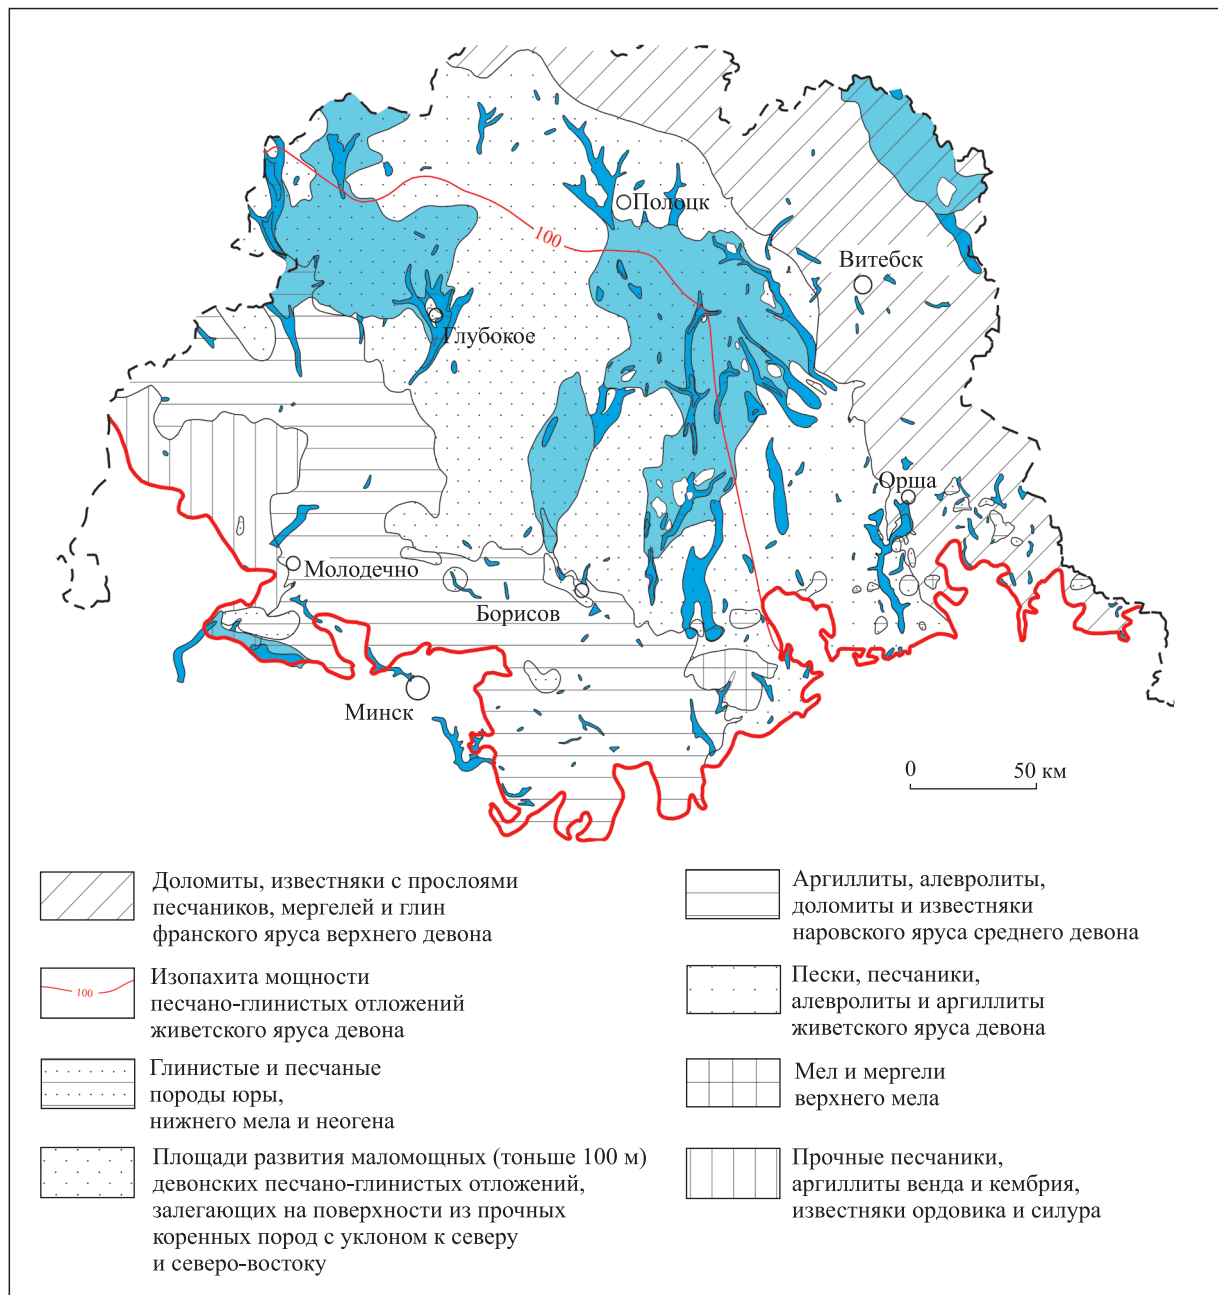 Полоцк
100
Витебск
Глубокое
Орша
Молодечно
Борисов
Минск
0 50 км
Доломиты, известняки с прослоями
песчаников, мергелей и глин
франского яруса верхнего девона
100
Изопахита мощности
песчано-глинистых отложений
живетского яруса девона
Глинистые и песчаные
породы юры,
нижнего мела и неогена
Площади развития маломощных (тоньше 100 м)
девонских песчано-глинистых отложений,
залегающих на поверхности из прочных
коренных пород с уклоном к северу
и северо-востоку
Аргиллиты, алевролиты,
доломиты и известняки
наровского яруса среднего девона
Пески, песчаники,
алевролиты и аргиллиты
живетского яруса девона
Мел и мергели
верхнего мела
Прочные песчаники,
аргиллиты венда и кембрия,
известняки ордовика и силура